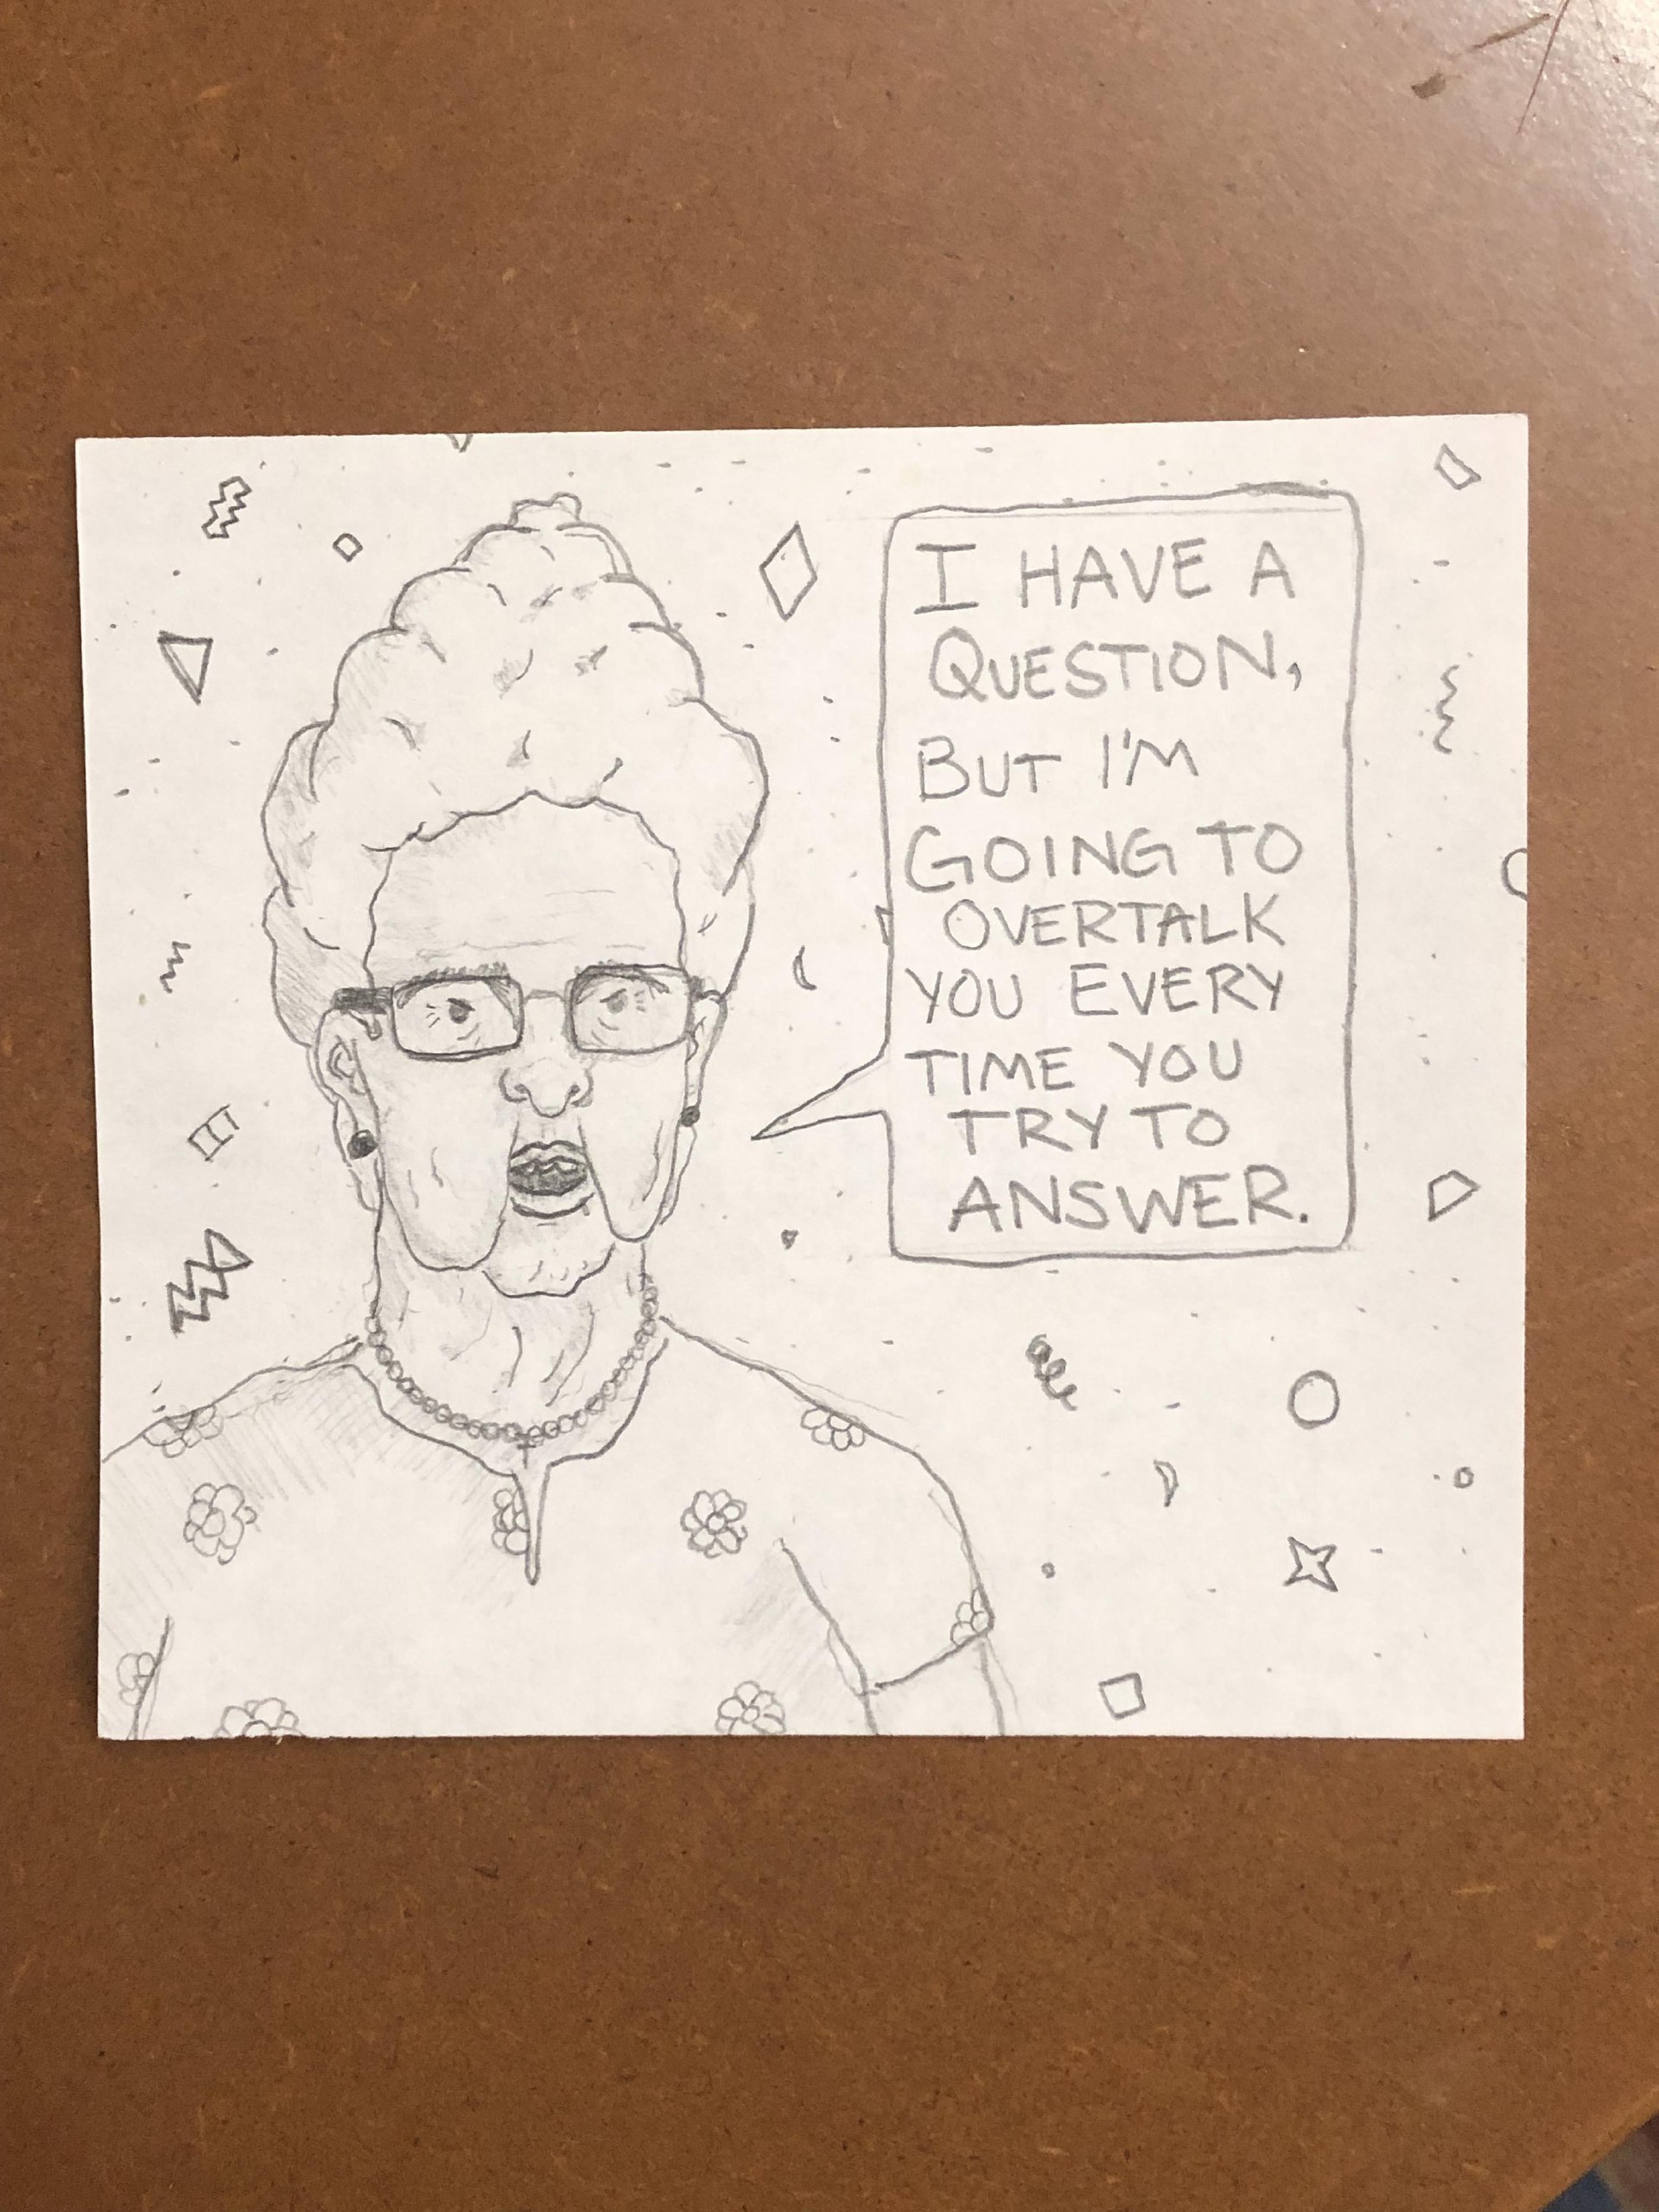 I HAVE A
QUESTION,
BUT I'M
GOING TO
OVERTALK
YOU EVERY
TIME YOU
TRY TO
ANSWER.